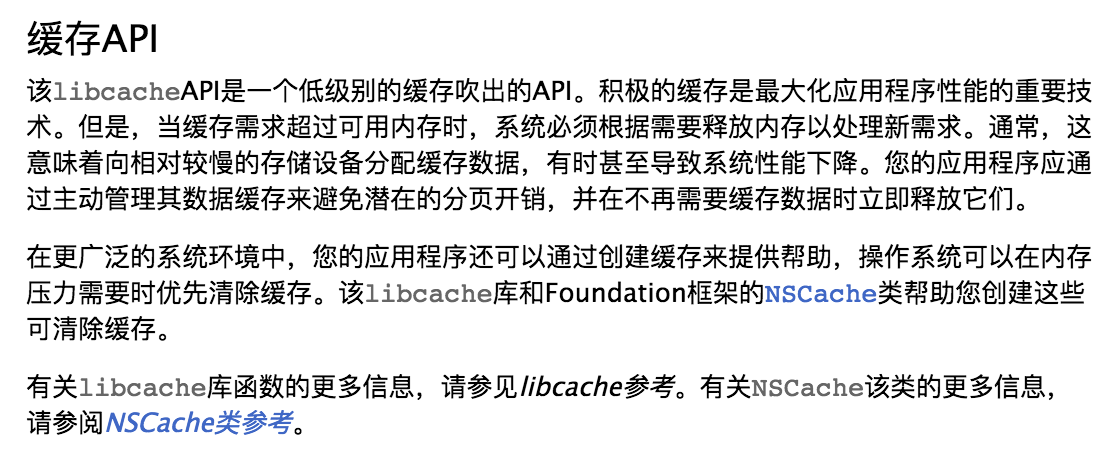 缓存API
该libcacheAPI是一个低级别的缓存吹出的API。积极的缓存是最大化应用程序性能的重要技
术。但是，当缓存需求超过可用内存时，系统必须根据需要释放内存以处理新需求。通常，这
意味着向相对较慢的存储设备分配缓存数据，有时甚至导致系统性能下降。您的应用程序应通
过主动管理其数据缓存来避免潜在的分页开销，并在不再需要缓存数据时立即释放它们。
在更广泛的系统环境中，您的应用程序还可以通过创建缓存来提供帮助，操作系统可以在内存
压力需要时优先清除缓存。该libcache库和Foundation框架的NSCache类帮助您创建这些
可清除缓存。
有关libcache库函数的更多信息，请参见libcache参考。有关NSCache该类的更多信息，
请参阅NSCache类参考。